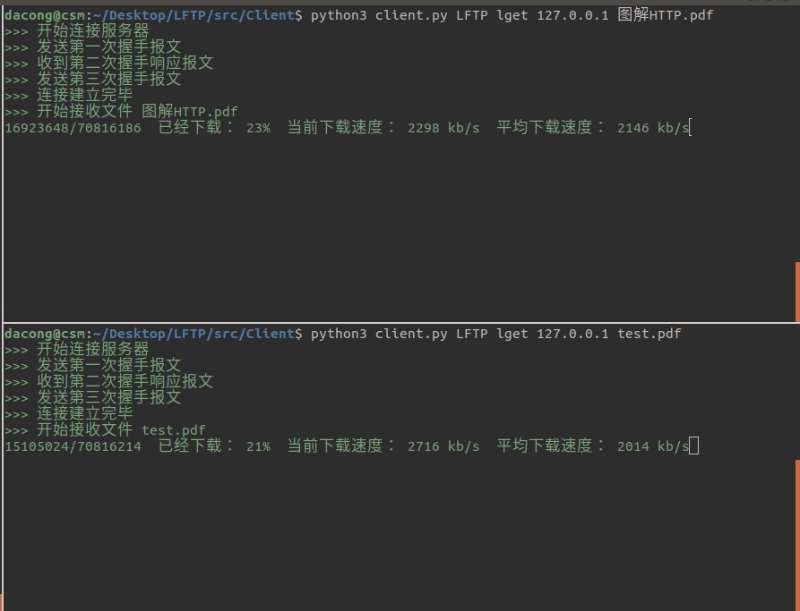 dacong@csm:~/Desktop/LFTP/src/Client$ python3 client.py LFTP lget 127.0.0.1 图解HTTP.pdf
>>> 开始连接服务器
>>> 发送第一次握手报文
>>> 收到第二次握手响应报文
>>> 发送第三次握手报文
>>> 连接建立完毕
>>> 开始接收文件 图解HTTP.pdf
16923648/70816186 已经下载： 23% 当前下载速度： 2298 kb/s 平均下载速度： 2146 kb/s
dacong@csm:~/Desktop/LFTP/src/Client$ python3 client.py LFTP lget 127.0.0.1 test.pdf
>>> 开始连接服务器
>>> 发送第一次握手报文
>>> 收到第二次握手响应报文
>>> 发送第三次握手报文
>>> 连接建立完毕
>>> 开始接收文件 test.pdf
15105024/70816214 已经下载： 21% 当前下载速度： 2716 kb/s 平均下载速度： 2014 kb/s